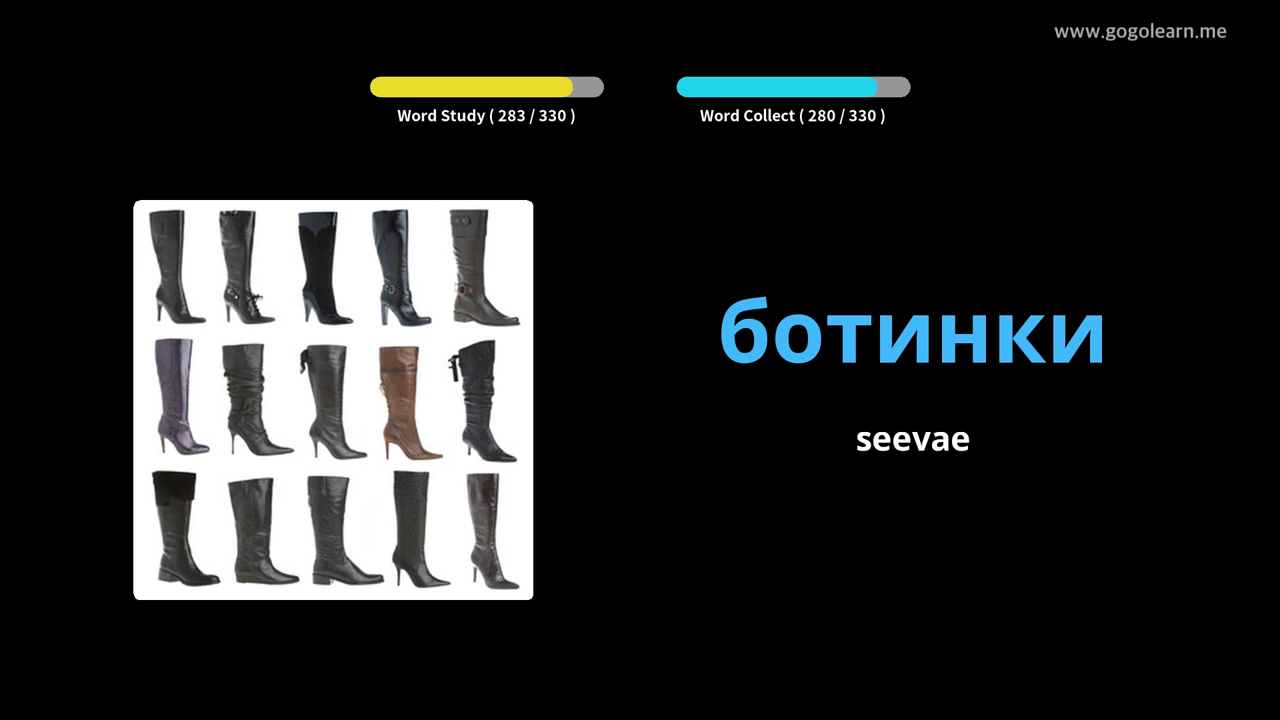 www.gogolearn.me
Word Study ( 283 / 330 )
Word Collect ( 280 / 330 )
ботинки
seevae